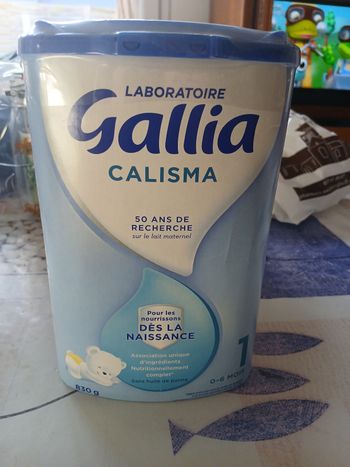 LABORATOIRE
Gallia
CALISMA
50 ANS DE
RECHERCHE
sur le lait maternel
Pour les
nourrissons
DÈS LA
NAISSANCE
Association unique
d'ingrédients
Nutritionnellement
complet*
Sans huile de palme
1
0-6 MOIS
830 g